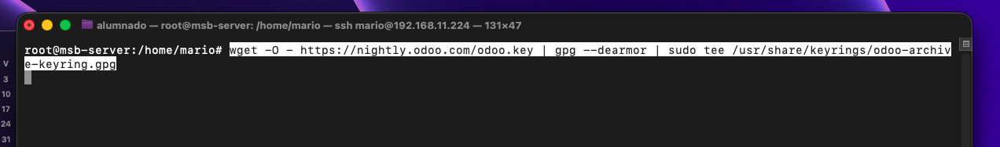 alumnado — root@msb-server: /home/mario — ssh mario@192.168.11.224 — 131×47
root@msb-server:/home/mario# wget -O - https://nightly.odoo.com/odoo.key | gpg --dearmor | sudo tee /usr/share/keyrings/odoo-archiv
e-keyring.gpg
V
3
10
17
24
31